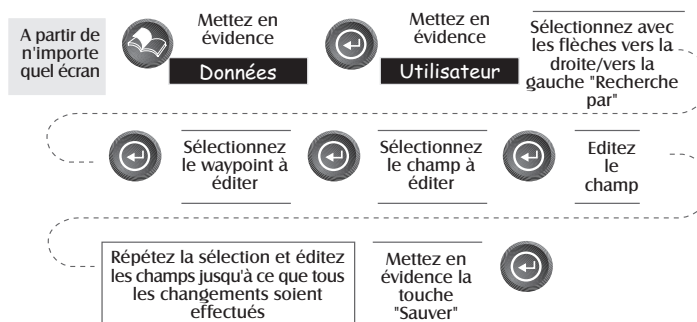 A partir de
n'importe
quel écran
Mettez en
évidence
Données
Mettez en
évidence
Utilisateur
Sélectionnez avec
les flèches vers la
droite/vers la
gauche "Recherche
par"
Sélectionnez
le waypoint à
éditer
Sélectionnez
le champ à
éditer
Editez
le
champ
Répétez la sélection et éditez
les champs jusqu'à ce que tous
les changements soient
effectués
Mettez en
évidence la
touche
"Sauver"